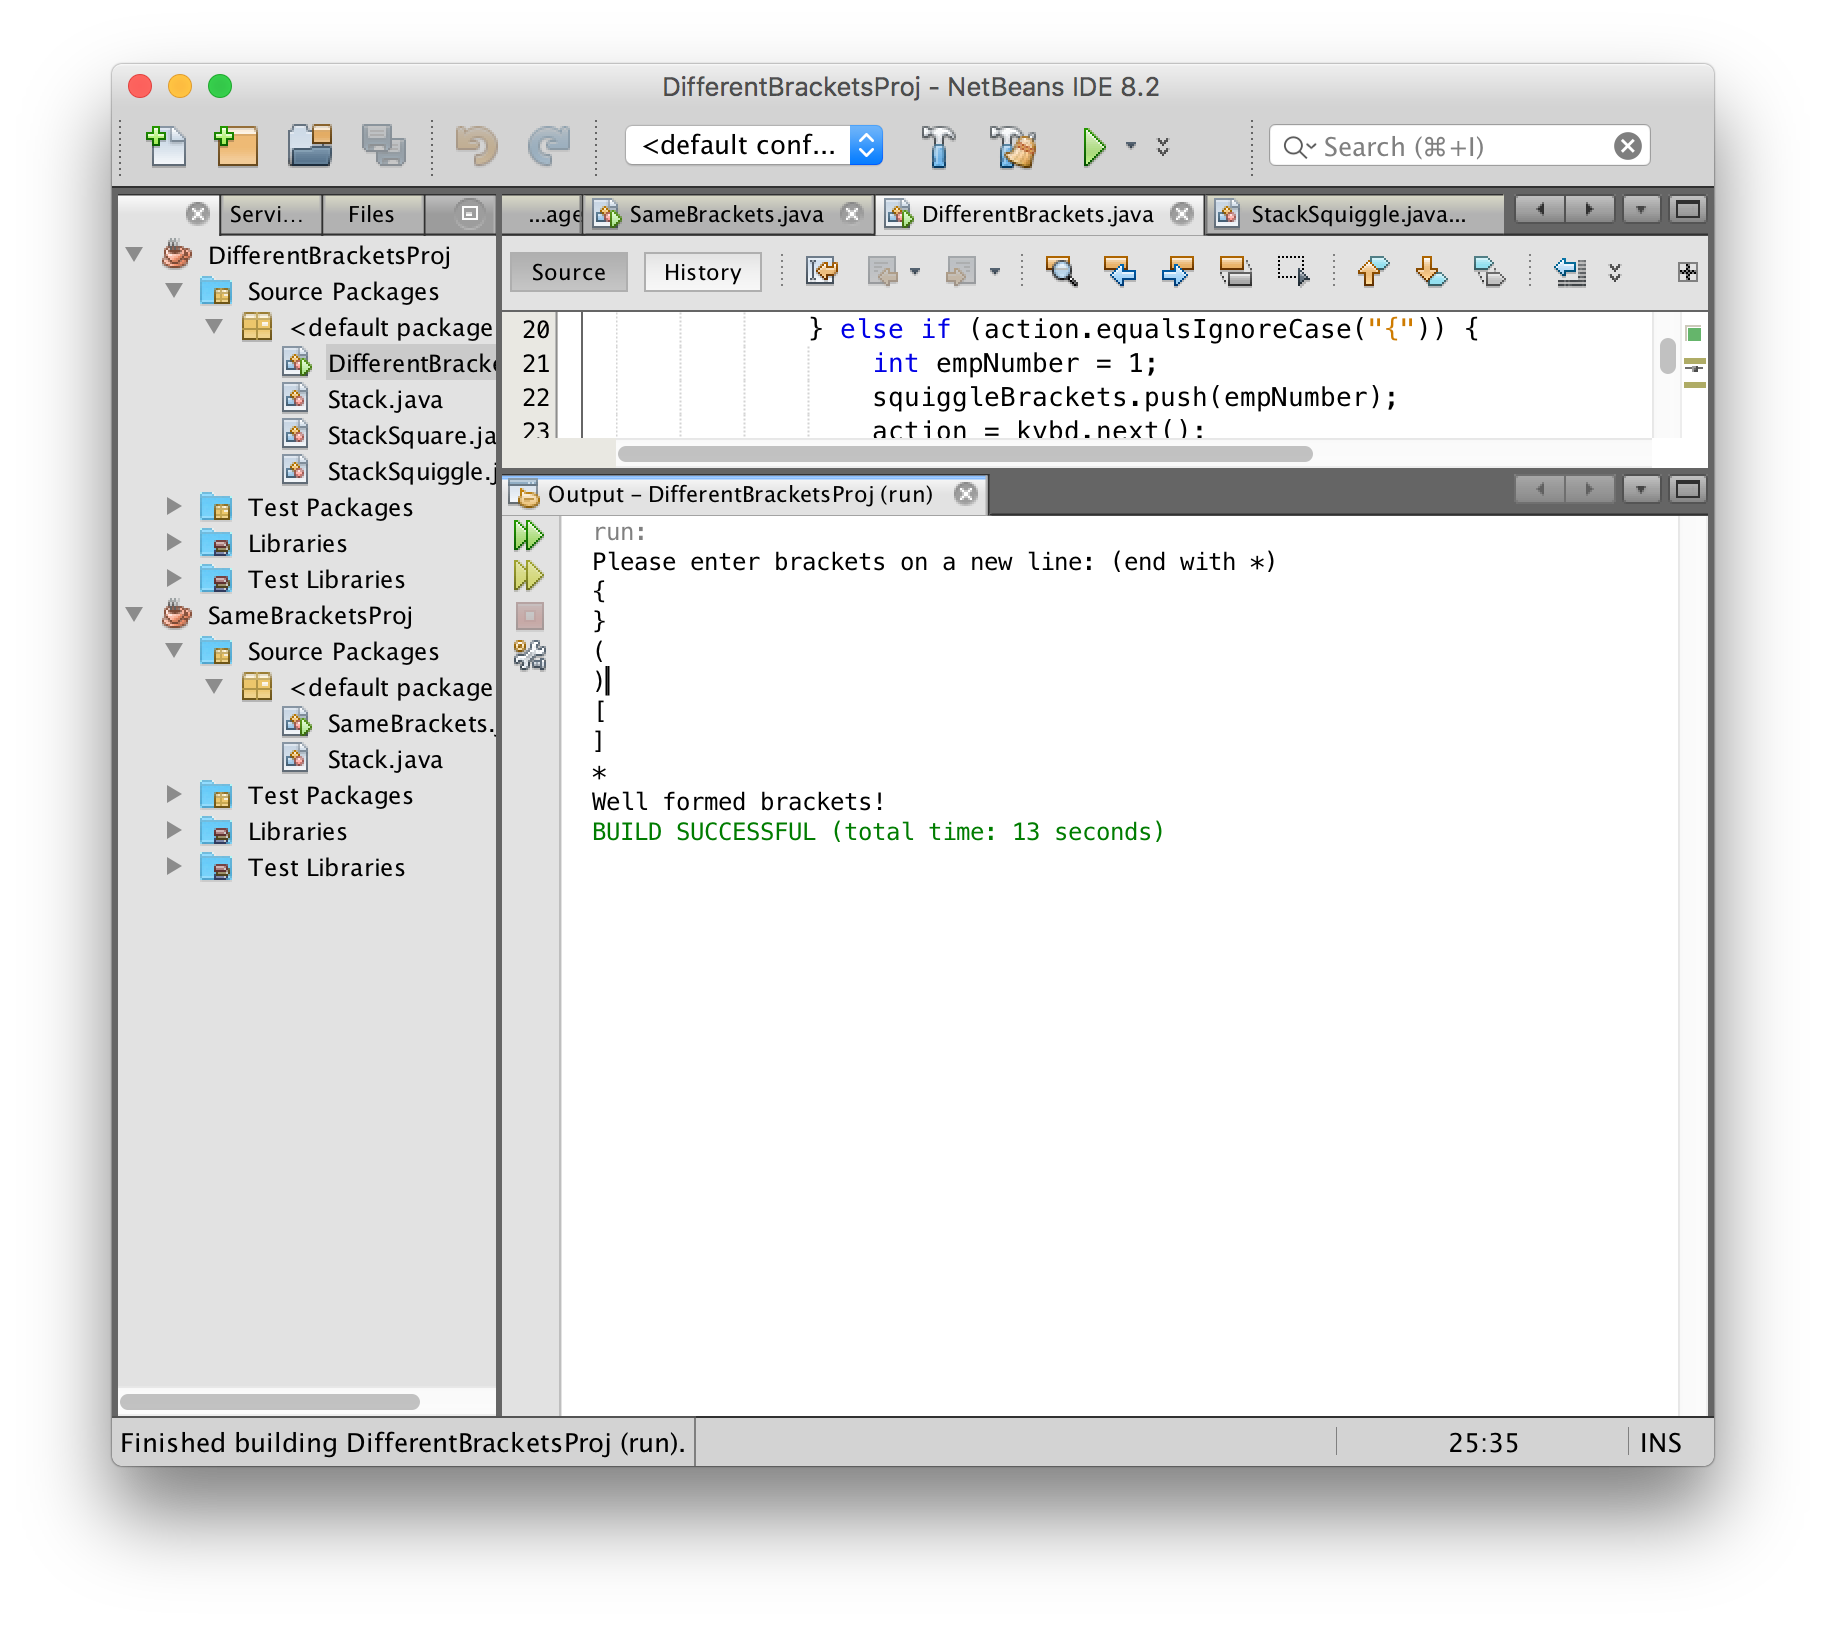 DifferentBracketsProj - NetBeans IDE 8.2
<default conf...
Search (⌘+I)
Servi...
Files
...age
SameBrackets.java
DifferentBrackets.java
StackSquiggle.java...
DifferentBracketsProj
Source Packages
<default package
DifferentBracke
Stack.java
StackSquare.ja
StackSquiggle.j
Test Packages
Libraries
Test Libraries
SameBracketsProj
Source Packages
<default package
SameBrackets.j
Stack.java
Test Packages
Libraries
Test Libraries
Source
History
20 } else if (action.equalsIgnoreCase("{")) {
21 int empNumber = 1;
22 squiggleBrackets.push(empNumber);
23 action = kybd.next();
Output – DifferentBracketsProj (run)
run:
Please enter brackets on a new line: (end with *)
{
}
(
)
[
]
*
Well formed brackets!
BUILD SUCCESSFUL (total time: 13 seconds)
Finished building DifferentBracketsProj (run).
25:35
INS